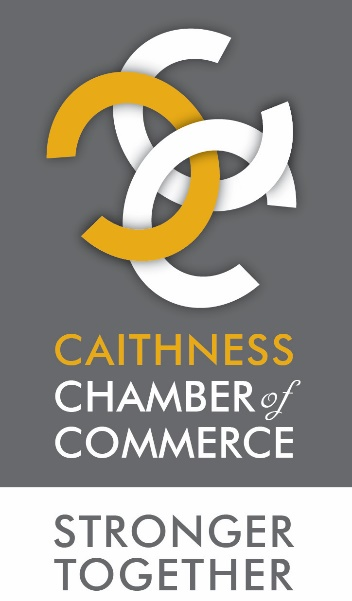 CAITHNESS
CHAMBER of
COMMERCE
STRONGER
TOGETHER